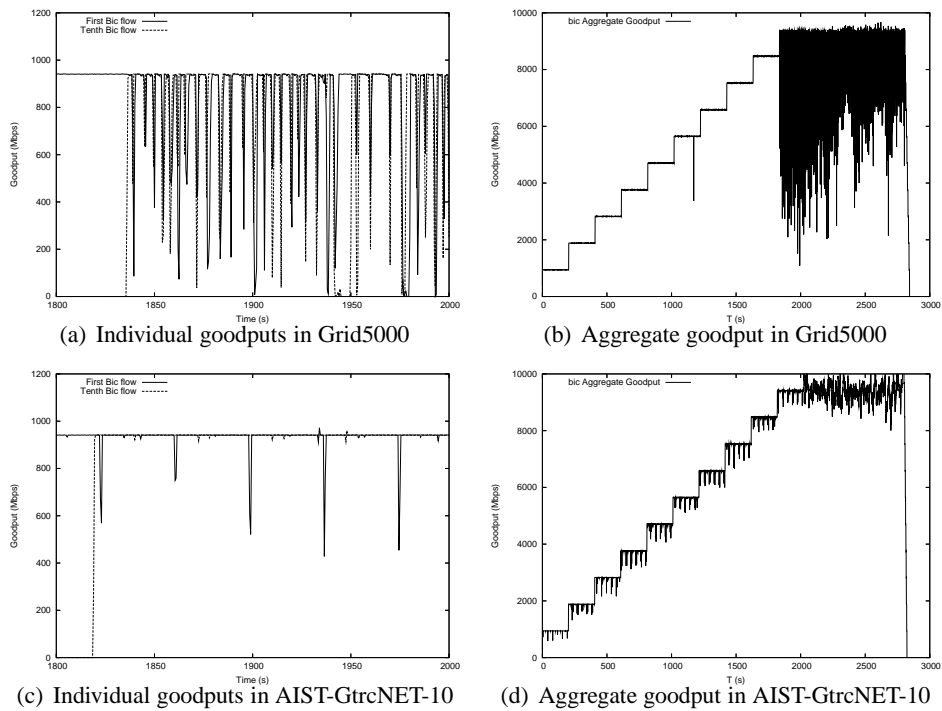 First Bic flow
Tenth Bic flow
1200
1000
800
600
400
200
0
Goodput (Mbps)
1800
1850
1900
1950
2000
Time (s)
(a) Individual goodputs in Grid5000
bic Aggregate Goodput
10000
8000
6000
4000
2000
0
Goodput (Mbps)
0
500
1000
1500
2000
2500
3000
T (s)
(b) Aggregate goodput in Grid5000
First Bic flow
Tenth Bic flow
1200
1000
800
600
400
200
0
Goodput (Mbps)
1800
1850
1900
1950
2000
Time (s)
(c) Individual goodputs in AIST-GtrcNET-10
bic Aggregate Goodput
10000
8000
6000
4000
2000
0
Goodput (Mbps)
0
500
1000
1500
2000
2500
3000
T (s)
(d) Aggregate goodput in AIST-GtrcNET-10